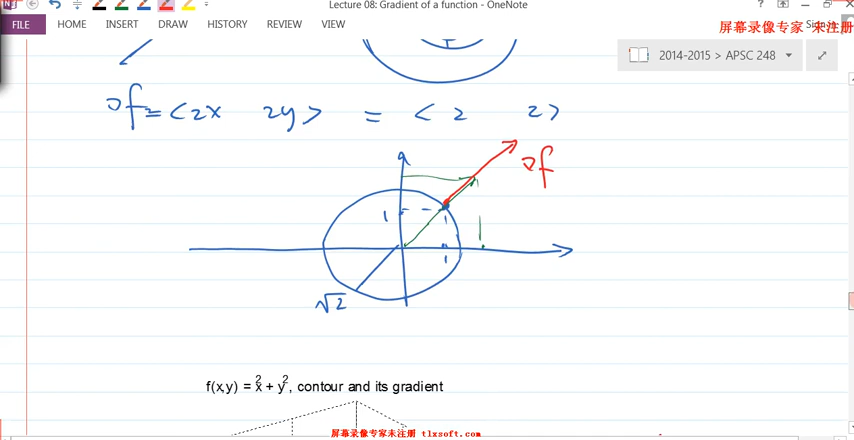 Lecture 08: Gradient of a function - OneNote
屏幕录像专家 未注册
FILE HOME INSERT DRAW HISTORY REVIEW VIEW
2014-2015 > APSC 248
∇f = <2x 2y> = <2 2>
∇f
1
1
√2
f(x,y) = x² + y², contour and its gradient
屏幕录像专家未注册 tlxsoft.com